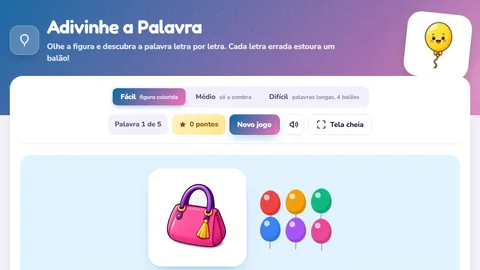 Adivinhe a Palavra
Olhe a figura e descubra a palavra letra por letra. Cada letra errada estoura um
balão!
Fácil figura colorida Médio só a sombra Difícil palavras longas, 4 balões
Palavra 1 de 5 0 pontos Novo jogo Tela cheia